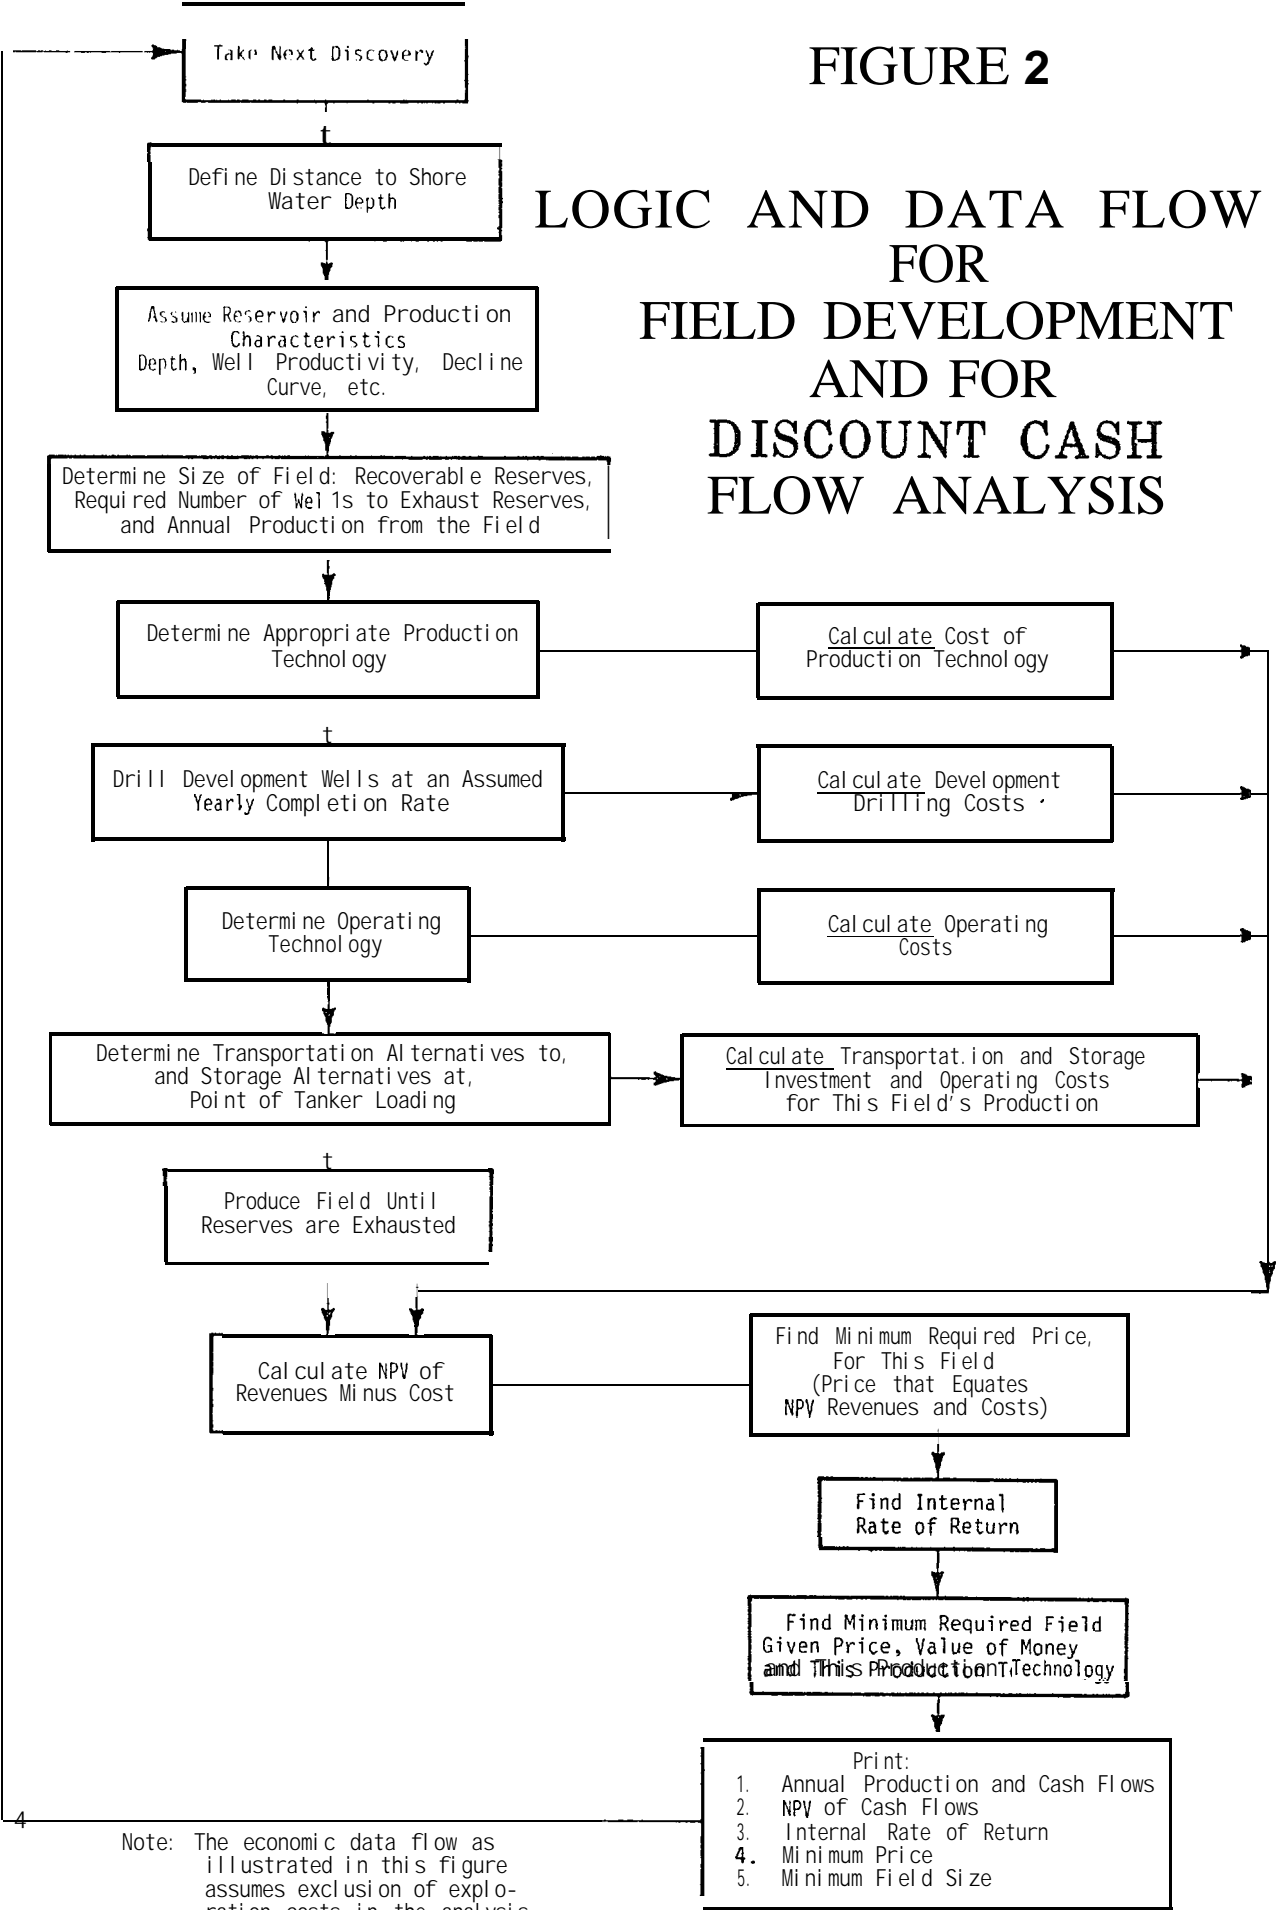 Take Next Discovery
FIGURE 2
LOGIC AND DATA FLOW
FOR
FIELD DEVELOPMENT
AND FOR
DISCOUNT CASH
FLOW ANALYSIS
t
Define Distance to Shore
Water Depth
Assume Reservoir and Production
Characteristics
Depth, Well Productivity, Decline
Curve, etc.
Determine Size of Field: Recoverable Reserves,
Required Number of Wel1s to Exhaust Reserves,
and Annual Production from the Field
Determine Appropriate Production
Technology
Calculate Cost of
Production Technology
t
Drill Development Wells at an Assumed
Yearly Completion Rate
Calculate Development
Drilling Costs
Determine Operating
Technology
Calculate Operating
Costs
Determine Transportation Alternatives to,
and Storage Alternatives at,
Point of Tanker Loading
Calculate Transportat.ion and Storage
Investment and Operating Costs
for This Field's Production
t
Produce Field Until
Reserves are Exhausted
Calculate NPV of
Revenues Minus Cost
Find Minimum Required Price,
For This Field
(Price that Equates
NPV Revenues and Costs)
Find Internal
Rate of Return
Find Minimum Required Field
Given Price, Value of Money
and This Production Technology
Print:
1. Annual Production and Cash Flows
2. NPV of Cash Flows
3. Internal Rate of Return
4. Minimum Price
5. Minimum Field Size
4
Note: The economic data flow as
illustrated in this figure
assumes exclusion of explo-
ration costs in the analysis